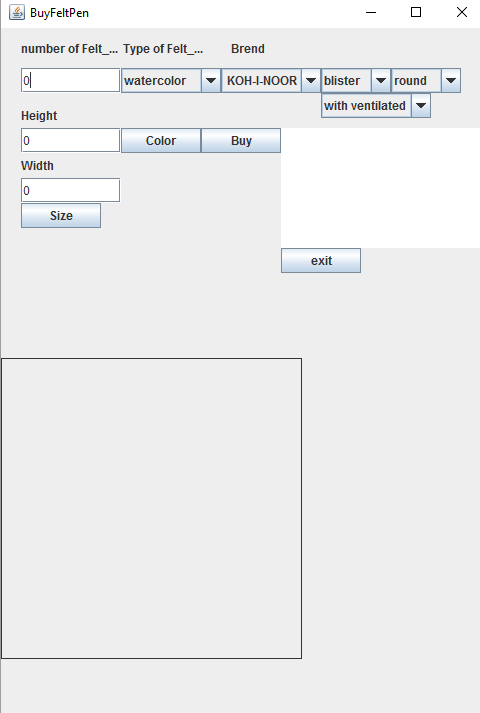 BuyFeltPen
number of Felt_... Type of Felt_... Brend
0 watercolor KOH-I-NOOR blister round
with ventilated
Height
0 Color Buy
Width
0
Size
exit